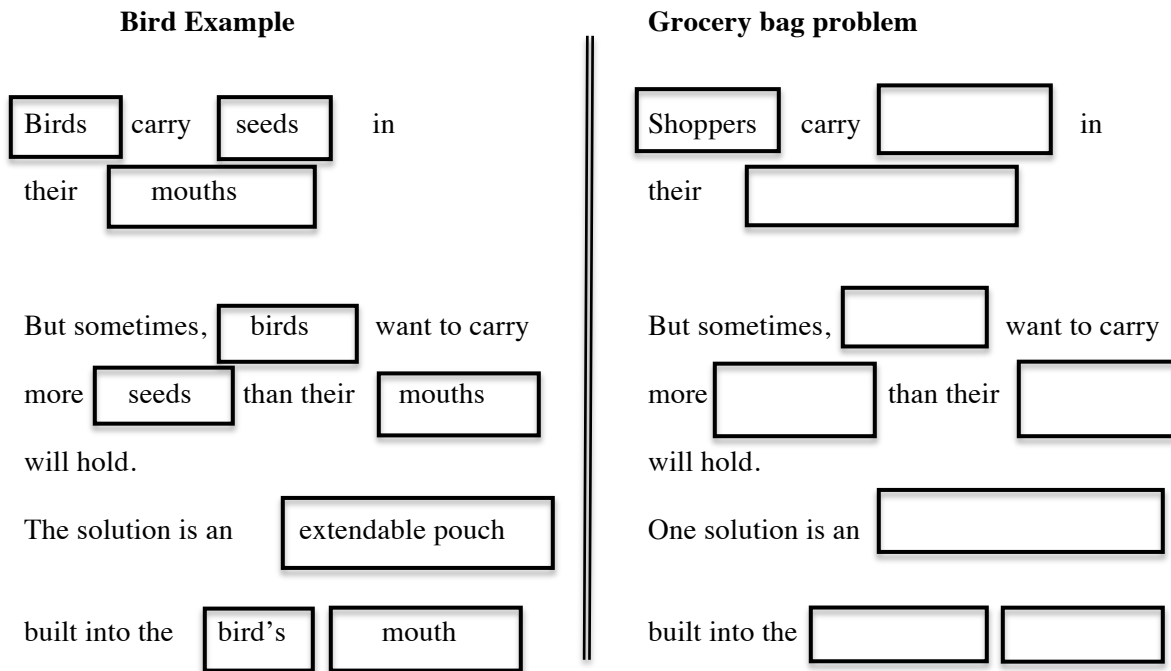 Bird Example
Birds carry seeds in
their mouths
But sometimes, birds want to carry
more seeds than their mouths
will hold.
The solution is an extendable pouch
built into the bird's mouth
Grocery bag problem
Shoppers carry in
their
But sometimes, want to carry
more than their
will hold.
One solution is an
built into the